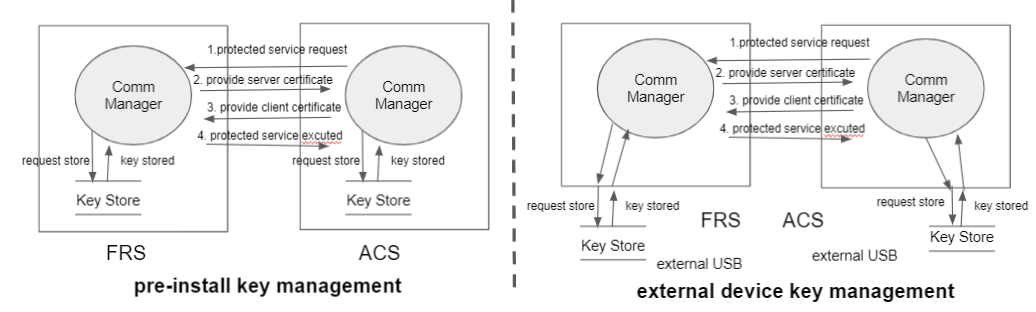 1.protected service request
Comm
Manager
2. provide server certificate
Comm
Manager
3. provide client certificate
4. protected service excuted
request store
key stored
request store
key stored
Key Store
Key Store
FRS
ACS
pre-install key management
1.protected service request
Comm
Manager
2. provide server certificate
Comm
Manager
3. provide client certificate
4. protected service excuted
request store
key stored
request store
key stored
FRS
ACS
Key Store
Key Store
external USB
external USB
external device key management